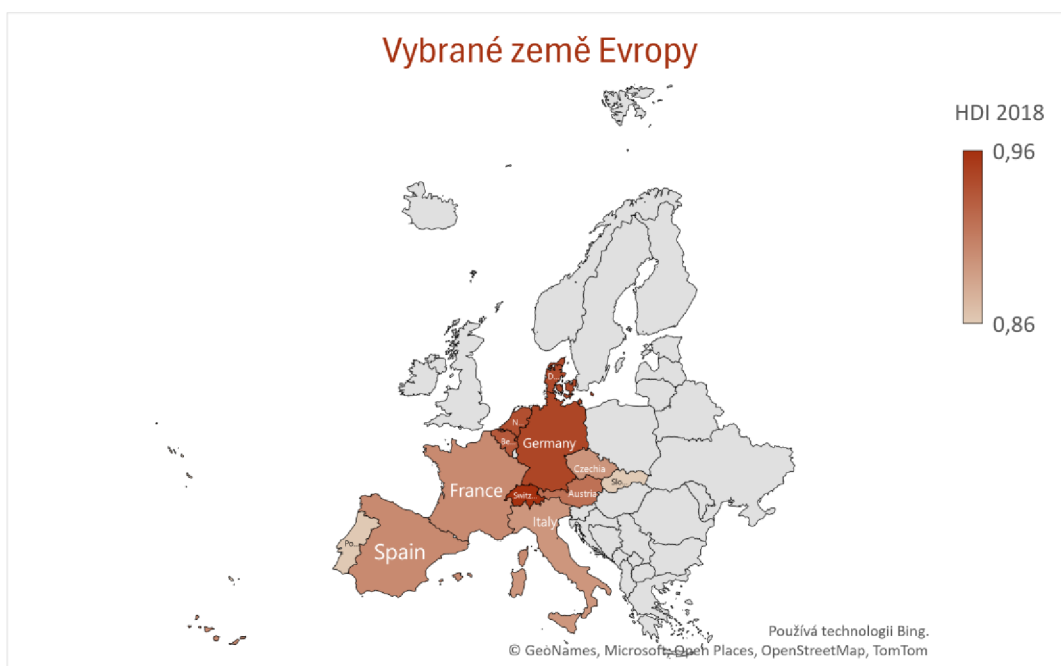 Vybrané země Evropy
HDI 2018
0,96
0,86
D...
N...
Be...
Germany
Czechia
Slo...
France
Switz...
Austria
Italy
Po...
Spain
Používá technologii Bing.
© GeoNames, Microsoft, Open Places, OpenStreetMap, TomTom